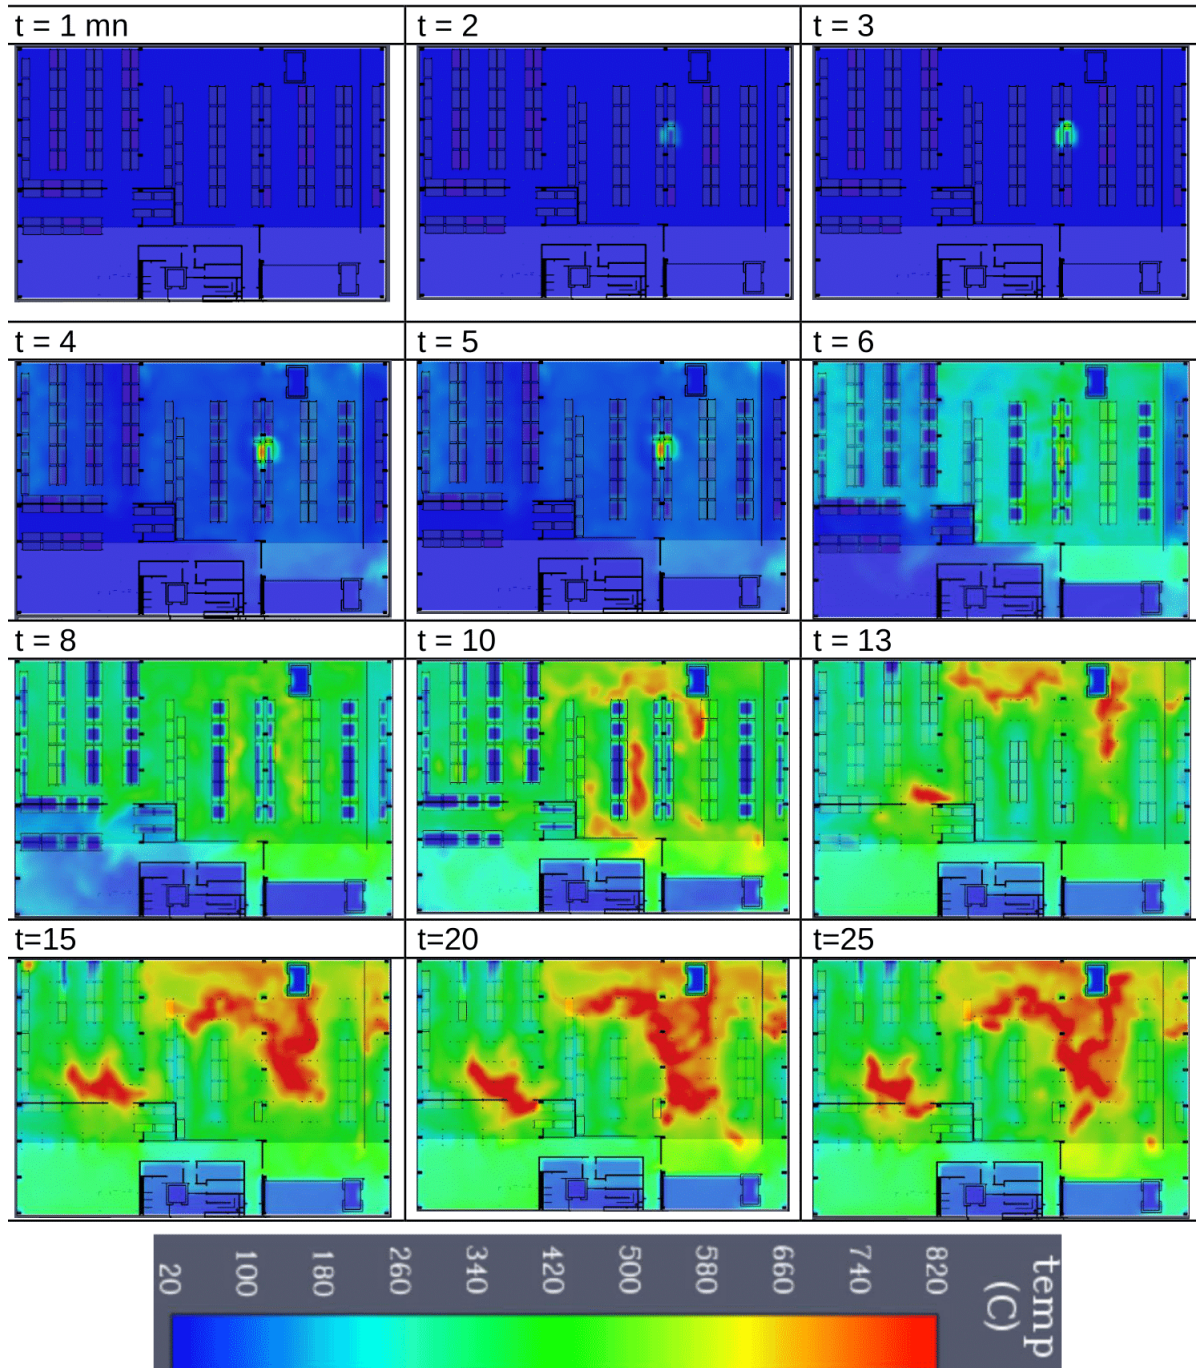 t = 1 mn
t = 2
t = 3
t = 4
t = 5
t = 6
t = 8
t = 10
t = 13
t=15
t=20
t=25
20 100 180 260 340 420 500 580 660 740 820
temp
(C)